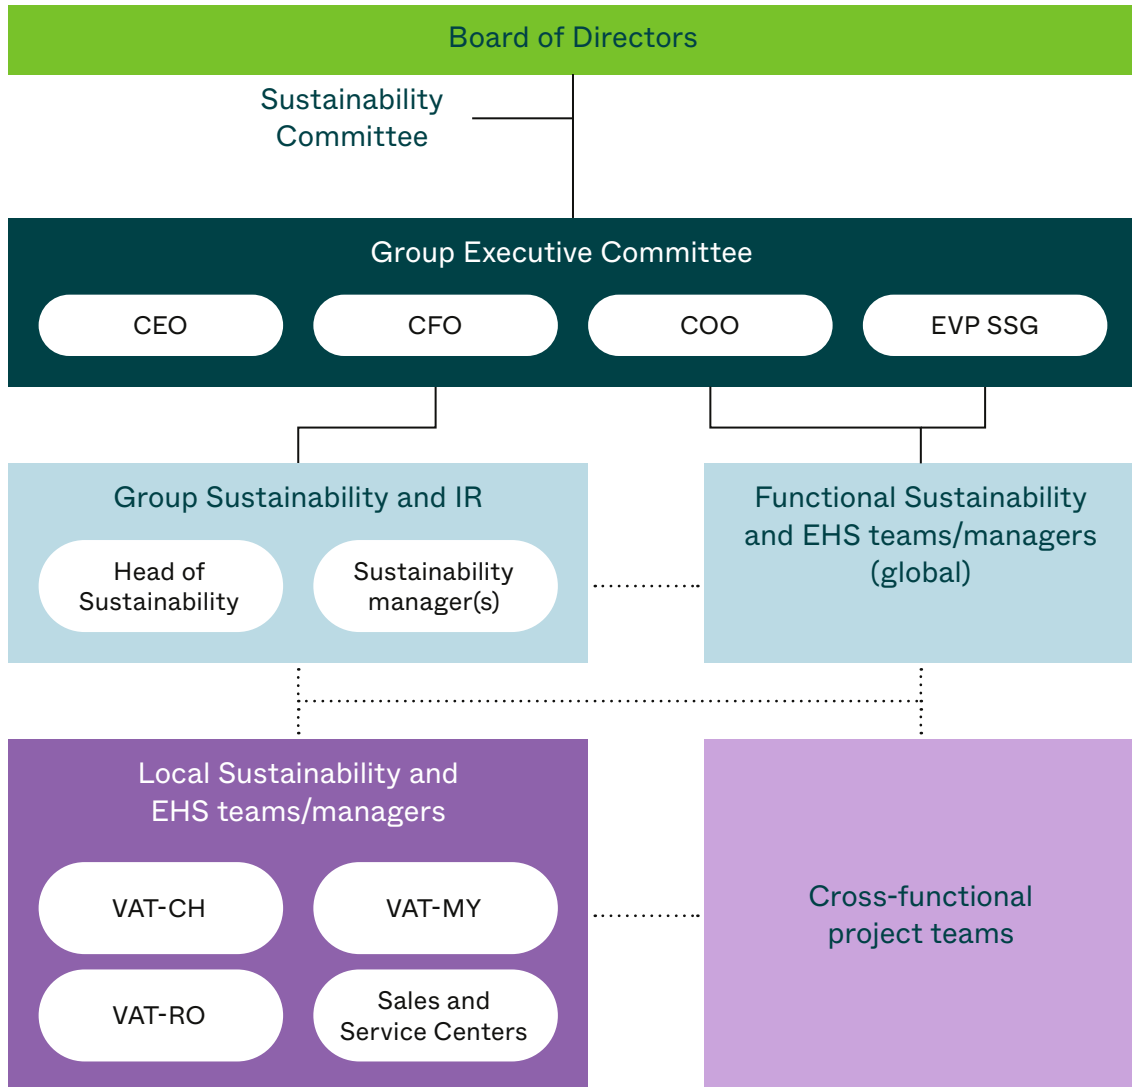 Board of Directors
Sustainability
Committee
Group Executive Committee
CEO
CFO
COO
EVP SSG
Group Sustainability and IR
Head of
Sustainability
Sustainability
manager(s)
Functional Sustainability
and EHS teams/managers
(global)
Local Sustainability and
EHS teams/managers
VAT-CH
VAT-MY
VAT-RO
Sales and
Service Centers
Cross-functional
project teams